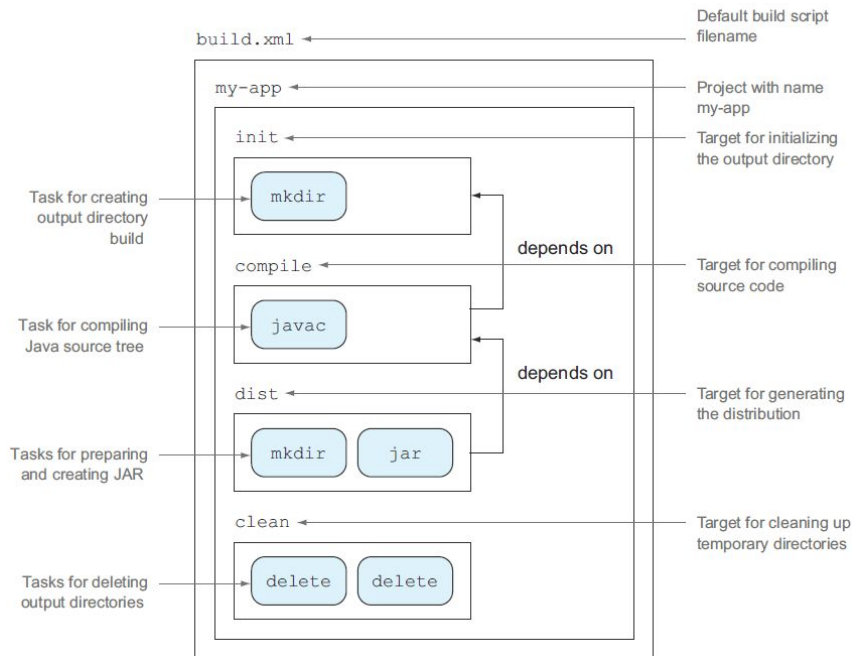 Default build script
filename
build.xml
my-app
Project with name
my-app
init
Target for initializing
the output directory
mkdir
Task for creating
output directory
build
depends on
compile
Target for compiling
source code
javac
Task for compiling
Java source tree
depends on
dist
Target for generating
the distribution
mkdir
jar
Tasks for preparing
and creating JAR
clean
Target for cleaning up
temporary directories
delete
delete
Tasks for deleting
output directories